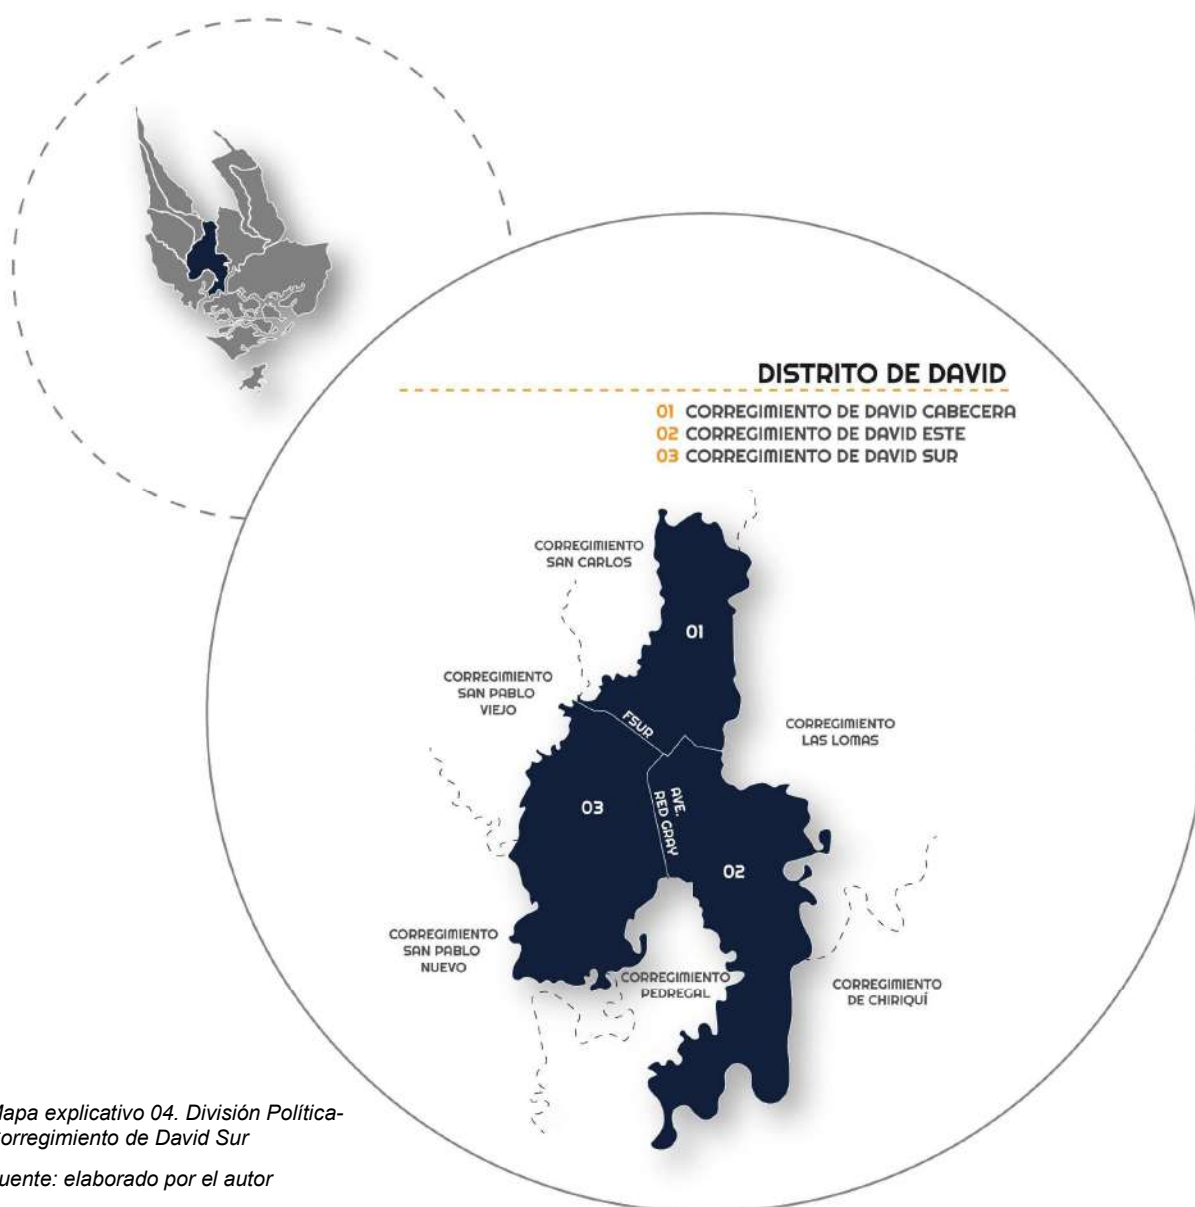 DISTRITO DE DAVID
01 CORREGIMIENTO DE DAVID CABECERA
02 CORREGIMIENTO DE DAVID ESTE
03 CORREGIMIENTO DE DAVID SUR
CORREGIMIENTO
SAN CARLOS
01
CORREGIMIENTO
SAN PABLO
VIEJO
FSUR
CORREGIMIENTO
LAS LOMAS
03
AVE.
RED GRAY
02
CORREGIMIENTO
SAN PABLO
NUEVO
CORREGIMIENTO
PEDREGAL
CORREGIMIENTO
DE CHIRIQUÍ
Mapa explicativo 04. División Política-
Corregimiento de David Sur
Fuente: elaborado por el autor